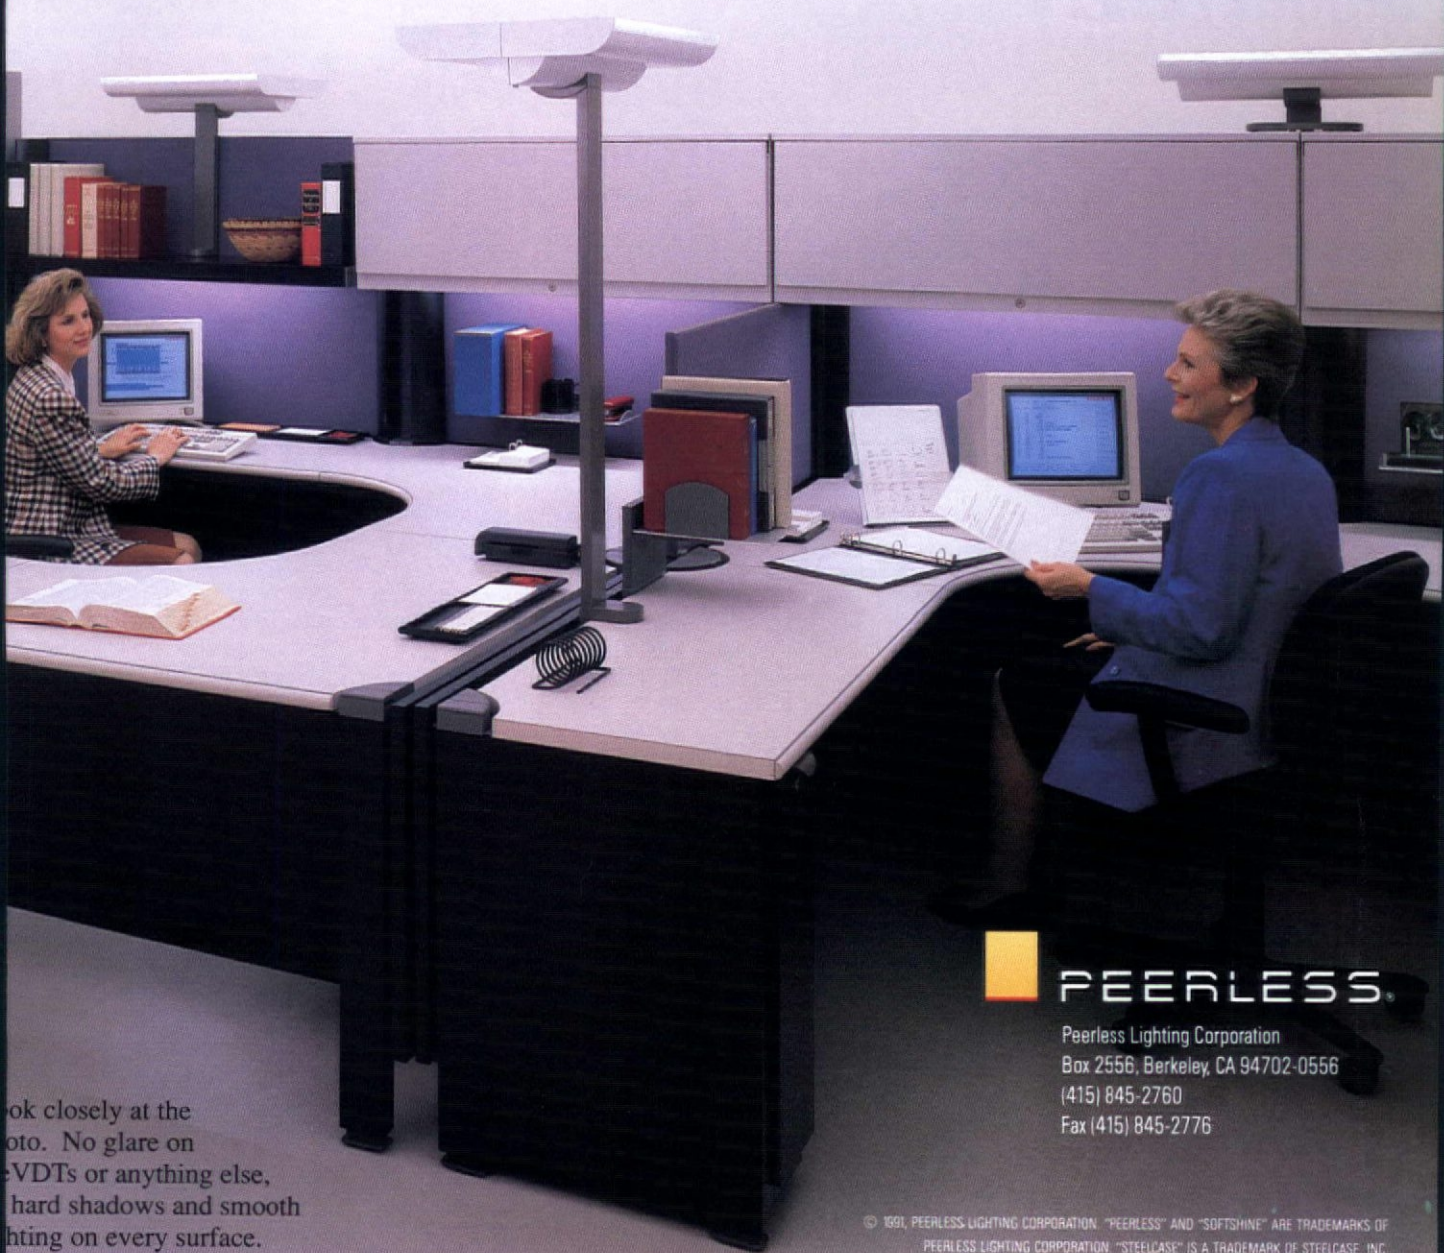 PEERLESS®
Peerless Lighting Corporation
Box 2556, Berkeley, CA 94702-0556
(415) 845-2760
Fax (415) 845-2776
ok closely at the
oto. No glare on
eVDTs or anything else,
hard shadows and smooth
hting on every surface.
© 1991, PEERLESS LIGHTING CORPORATION. "PEERLESS" AND "SOFTSHINE" ARE TRADEMARKS OF
PEERLESS LIGHTING CORPORATION. "STEELCASE" IS A TRADEMARK OF STEELCASE, INC.